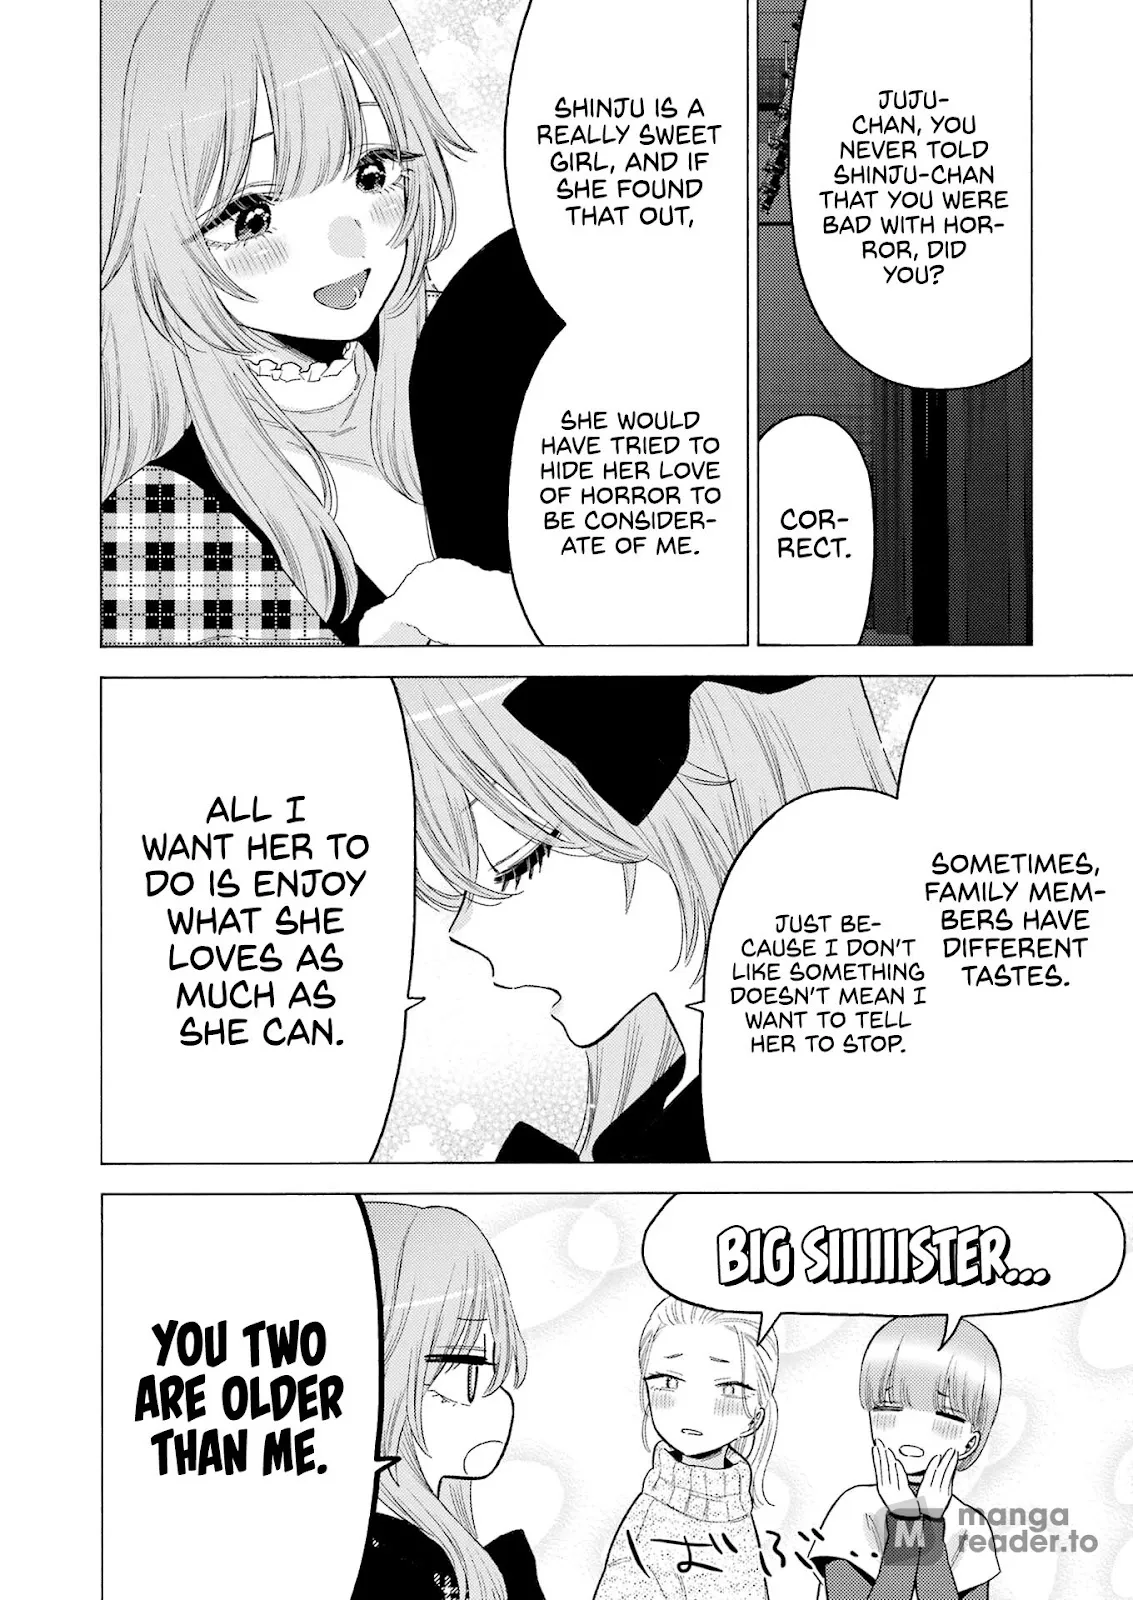 JUJU-
CHAN, YOU
NEVER TOLD
SHINJU-CHAN
THAT YOU WERE
BAD WITH HOR-
ROR, DID
YOU?
COR-
RECT.
SHINJU IS A
REALLY SWEET
GIRL, AND IF
SHE FOUND
THAT OUT,
SHE WOULD
HAVE TRIED TO
HIDE HER LOVE
OF HORROR TO
BE CONSIDER-
ATE OF ME.
SOMETIMES,
FAMILY MEM-
BERS HAVE
DIFFERENT
TASTES.
JUST BE-
CAUSE I DON'T
LIKE SOMETHING
DOESN'T MEAN I
WANT TO TELL
HER TO STOP.
ALL I
WANT HER TO
DO IS ENJOY
WHAT SHE
LOVES AS
MUCH AS
SHE CAN.
BIG SIIIIIISTER...
YOU TWO
ARE OLDER
THAN ME.
ばぶ
M manga
reader.to